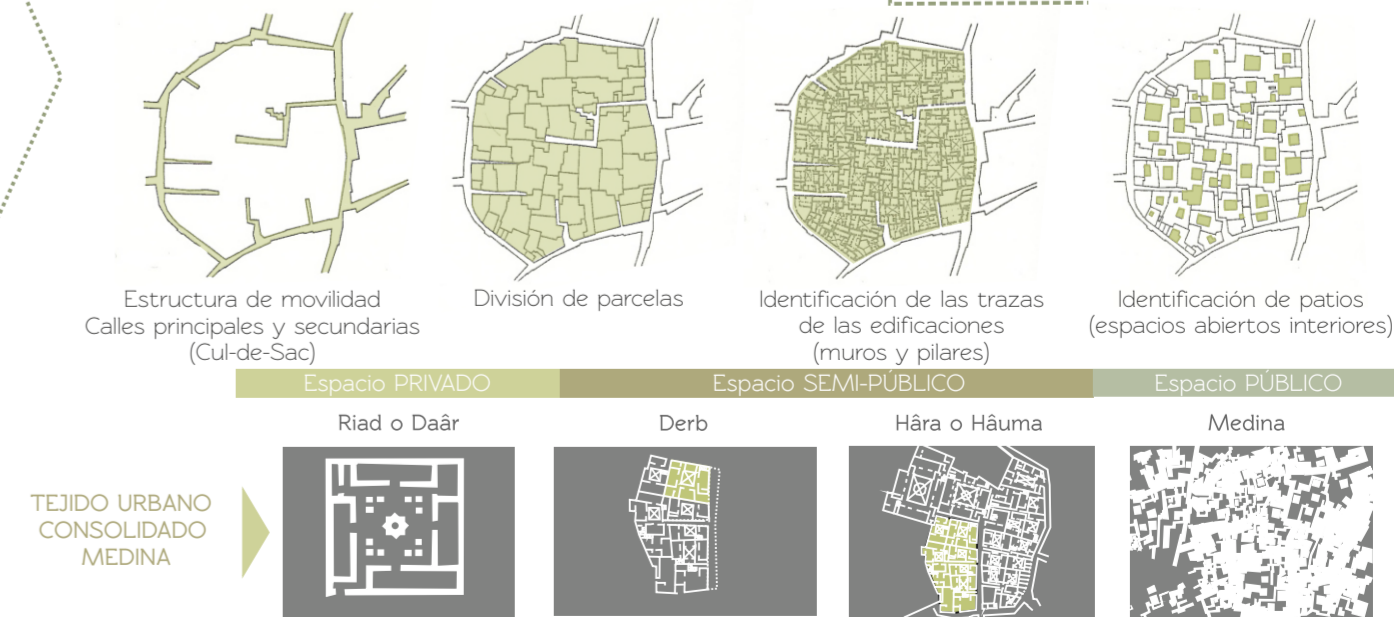 Estructura de movilidad
Calles principales y secundarias
(Cul-de-Sac)
División de parcelas
Identificación de las trazas
de las edificaciones
(muros y pilares)
Identificación de patios
(espacios abiertos interiores)
Espacio PRIVADO
Espacio SEMI-PÚBLICO
Espacio PÚBLICO
Riad o Daâr
Derb
Hâra o Hâuma
Medina
TEJIDO URBANO
CONSOLIDADO
MEDINA